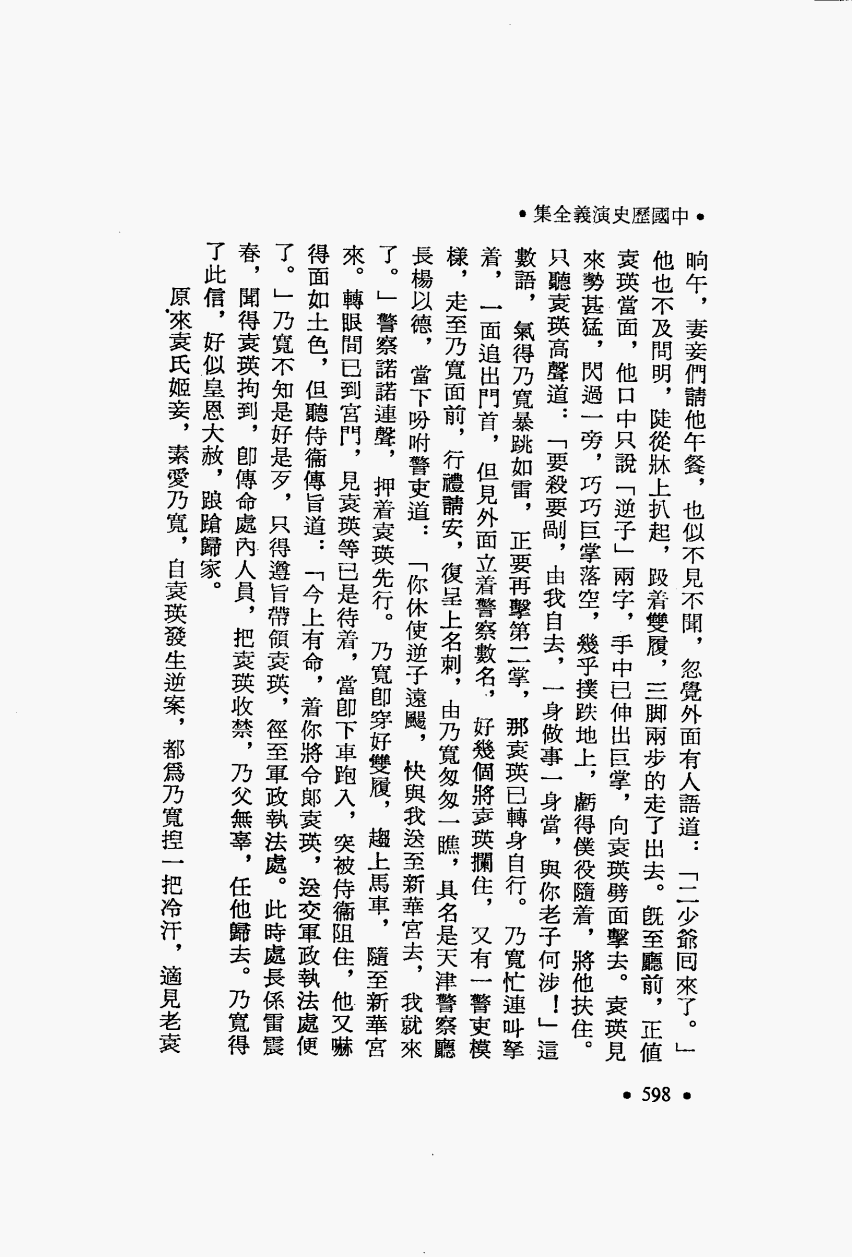 •中國歷史演義全集•
晌午，妻妾們請他午餐，也似不見不聞，忽覺外面有人語道：「二少爺回來了。」
他也不及問明，陡從牀上扒起，趿着雙履，三脚兩步的走了出去。旣至廳前，正値
袁瑛當面，他口中只說「逆子」兩字，手中已伸出巨掌，向袁瑛劈面擊去。袁瑛見
來勢甚猛，閃過一旁，巧巧巨掌落空，幾乎撲跌地上，虧得僕役隨着，將他扶住。
只聽袁瑛高聲道：「要殺要剮，由我自去，一身做事一身當，與你老子何涉！」這
數語，氣得乃寬暴跳如雷，正要再擊第二掌，那袁瑛已轉身自行。乃寬忙連叫拏
着，一面追出門首，但見外面立着警察數名，好幾個將袁瑛攔住，又有一警吏模
樣，走至乃寬面前，行禮請安，復呈上名刺，由乃寬匆匆一瞧，具名是天津警察廳
長楊以德，當下吩咐警吏道：「你休使逆子遠颺，快與我送至新華宮去，我就來
了。」警察諾諾連聲，押着袁瑛先行。乃寬卽穿好雙履，趨上馬車，隨至新華宮
來。轉眼間已到宮門，見袁瑛等已是待着，當卽下車跑入，突被侍衞阻住，他又嚇
得面如土色，但聽侍衞傳旨道：「今上有命，着你將令郞袁瑛，送交軍政執法處便
了。」乃寬不知是好是歹，只得遵旨帶領袁瑛，徑至軍政執法處。此時處長係雷震
春，聞得袁瑛拘到，卽傳命處內人員，把袁瑛收禁，乃父無辜，任他歸去。乃寬得
了此信，好似皇恩大赦，踉蹌歸家。
原來袁氏姬妾，素愛乃寬，自袁瑛發生逆案，都爲乃寬捏一把冷汗，適見老袁
•598•